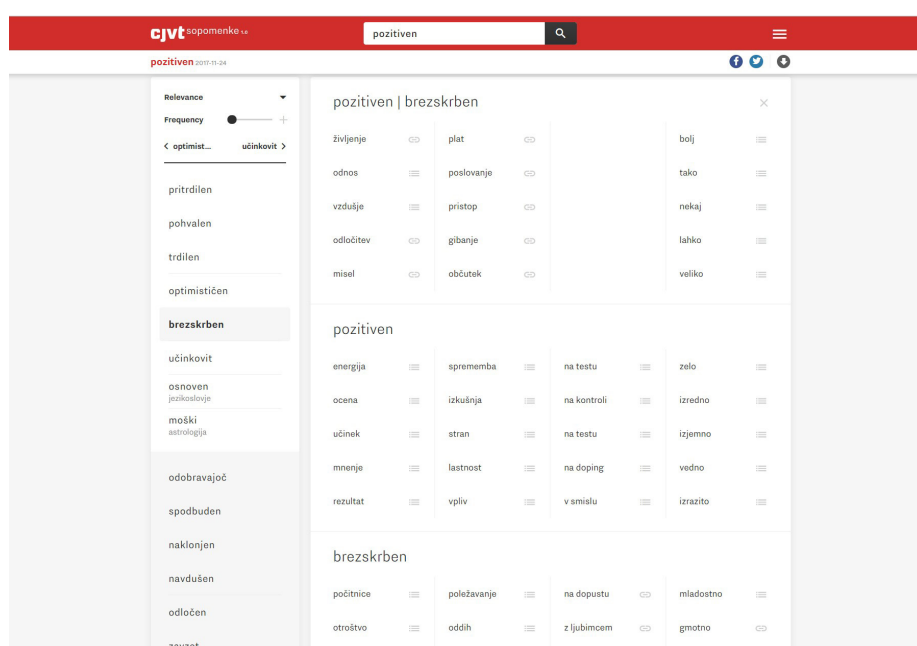 cjvt sopomenke 1.0
pozitiven
pozitiven 2017-11-24
Relevance
Frequency
< optimist... učinkovit >
pritrdilen
pohvalen
trdilen
optimističen
brezskrben
učinkovit
osnoven
jezikoslovje
moški
astrologija
odobravajoč
spodbuden
naklonjen
navdušen
odločen
pozitiven | brezskrben
življenje plat bolj
odnos poslovanje tako
vzdušje pristop nekaj
odločitev gibanje lahko
misel občutek veliko
pozitiven
energija sprememba na testu zelo
ocena izkušnja na kontroli izredno
učinek stran na testu izjemno
mnenje lastnost na doping vedno
rezultat vpliv v smislu izrazito
brezskrben
počitnice poležavanje na dopustu mladostno
otroštvo oddih z ljubimcem gmotno